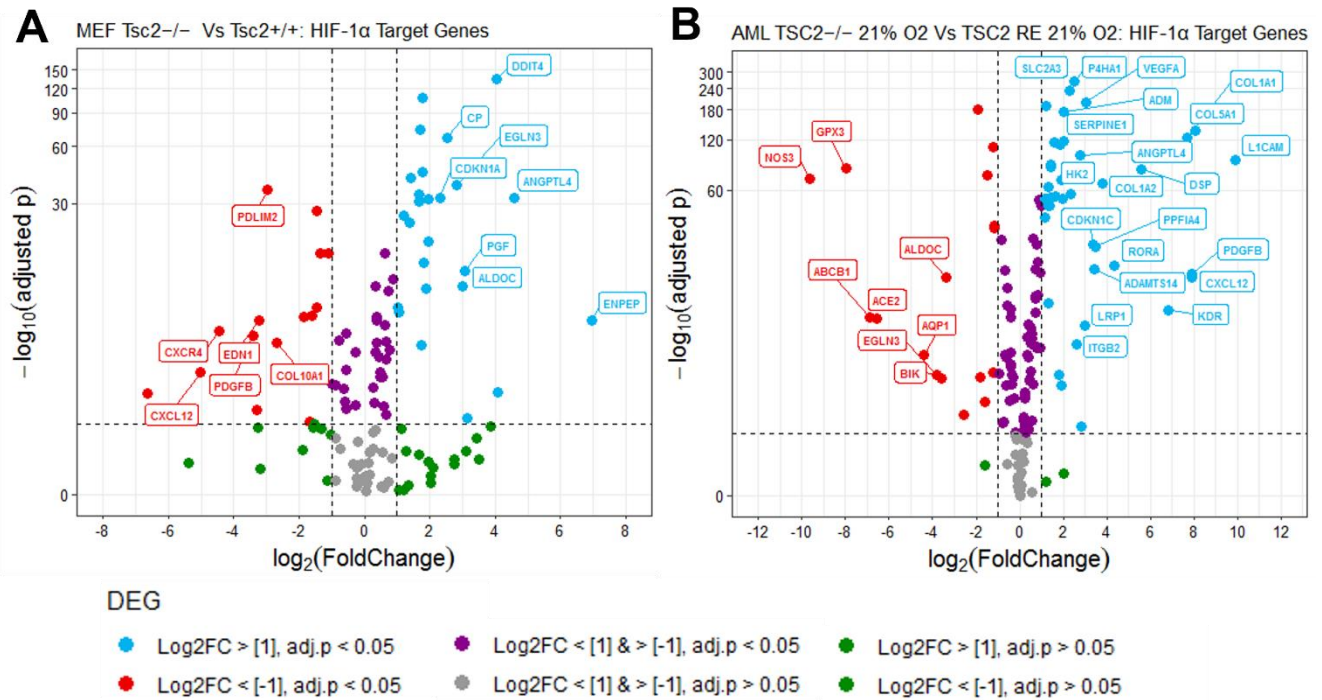 A
MEF Tsc2−/− Vs Tsc2+/+: HIF-1α Target Genes
150
120
90
60
30
0
−log10(adjusted p)
DDIT4
CP
EGLN3
CDKN1A
ANGPTL4
PDLIM2
PGF
ALDOC
ENPEP
CXCR4
EDN1
PDGFB
COL10A1
CXCL12
-8 -6 -4 -2 0 2 4 6 8
log2(FoldChange)
B
AML TSC2−/− 21% O2 Vs TSC2 RE 21% O2: HIF-1α Target Genes
300
240
180
120
60
0
−log10(adjusted p)
SLC2A3
P4HA1
VEGFA
COL1A1
ADM
COL5A1
SERPINE1
GPX3
NOS3
ANGPTL4
L1CAM
HK2
COL1A2
DSP
CDKN1C
PPFIA4
ALDOC
RORA
PDGFB
ABCB1
ADAMTS14
CXCL12
ACE2
AQP1
LRP1
KDR
EGLN3
ITGB2
BIK
-12 -10 -8 -6 -4 -2 0 2 4 6 8 10 12
log2(FoldChange)
DEG
Log2FC > [1], adj.p < 0.05
Log2FC < [1] & > [-1], adj.p < 0.05
Log2FC > [1], adj.p > 0.05
Log2FC < [-1], adj.p < 0.05
Log2FC < [1] & > [-1], adj.p > 0.05
Log2FC < [-1], adj.p > 0.05